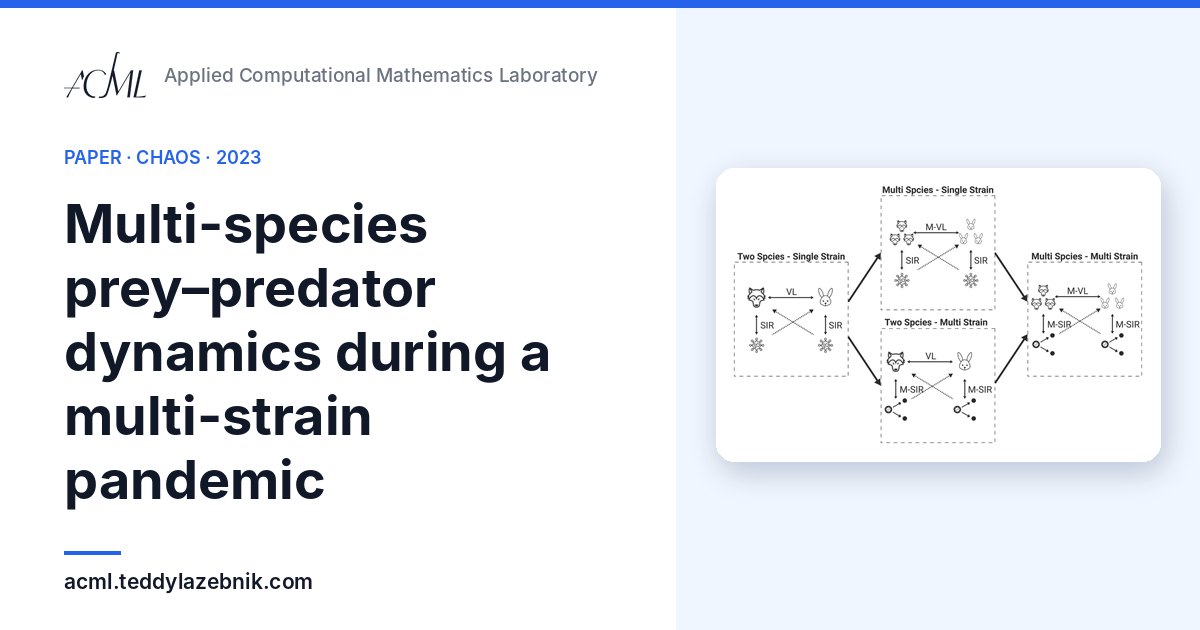 ACML
Applied Computational Mathematics Laboratory
PAPER · CHAOS · 2023
Multi-species
prey–predator
dynamics during a
multi-strain
pandemic
acml.teddylazebnik.com
Multi Spcies - Single Strain
M-VL
SIR
SIR
Two Spcies - Single Strain
VL
SIR
SIR
Two Spcies - Multi Strain
VL
M-SIR
M-SIR
Multi Spcies - Multi Strain
M-VL
M-SIR
M-SIR